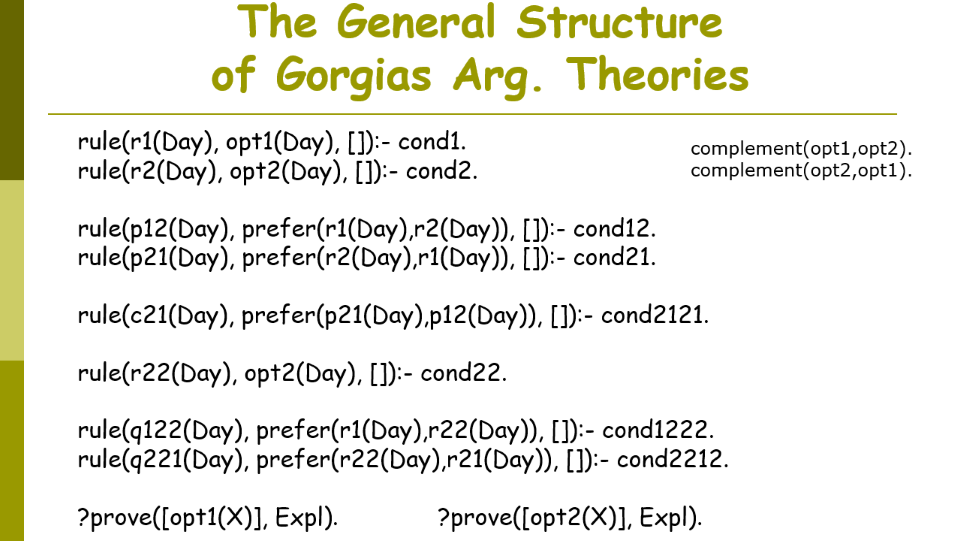 The General Structure
of Gorgias Arg. Theories
rule(r1(Day), opt1(Day), []):- cond1.
rule(r2(Day), opt2(Day), []):- cond2.
complement(opt1,opt2).
complement(opt2,opt1).
rule(p12(Day), prefer(r1(Day),r2(Day)), []):- cond12.
rule(p21(Day), prefer(r2(Day),r1(Day)), []):- cond21.
rule(c21(Day), prefer(p21(Day),p12(Day)), []):- cond2121.
rule(r22(Day), opt2(Day), []):- cond22.
rule(q122(Day), prefer(r1(Day),r22(Day)), []):- cond1222.
rule(q221(Day), prefer(r22(Day),r21(Day)), []):- cond2212.
?prove([opt1(X)], Expl). ?prove([opt2(X)], Expl).